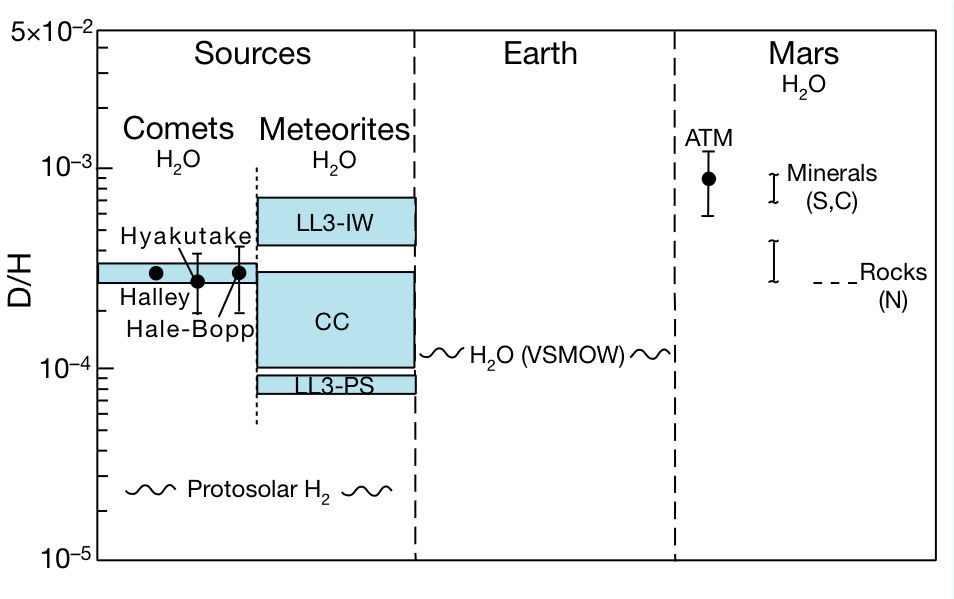 5×10⁻²
Sources
Earth
Mars
H₂O
Comets
H₂O
Meteorites
H₂O
ATM
10⁻³
Minerals
(S,C)
LL3-IW
Hyakutake
D/H
Halley
Rocks
(N)
Hale-Bopp
CC
H₂O (VSMOW)
10⁻⁴
LL3-PS
Protosolar H₂
10⁻⁵